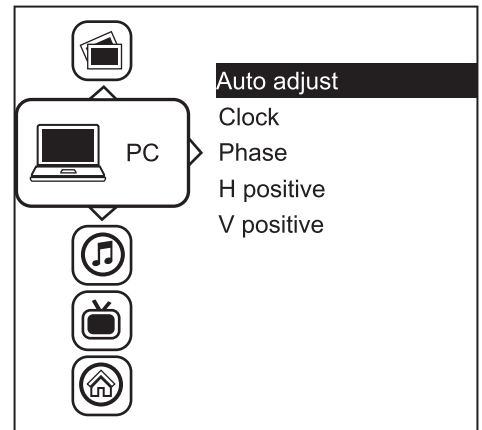 PC
Auto adjust
Clock
Phase
H positive
V positive